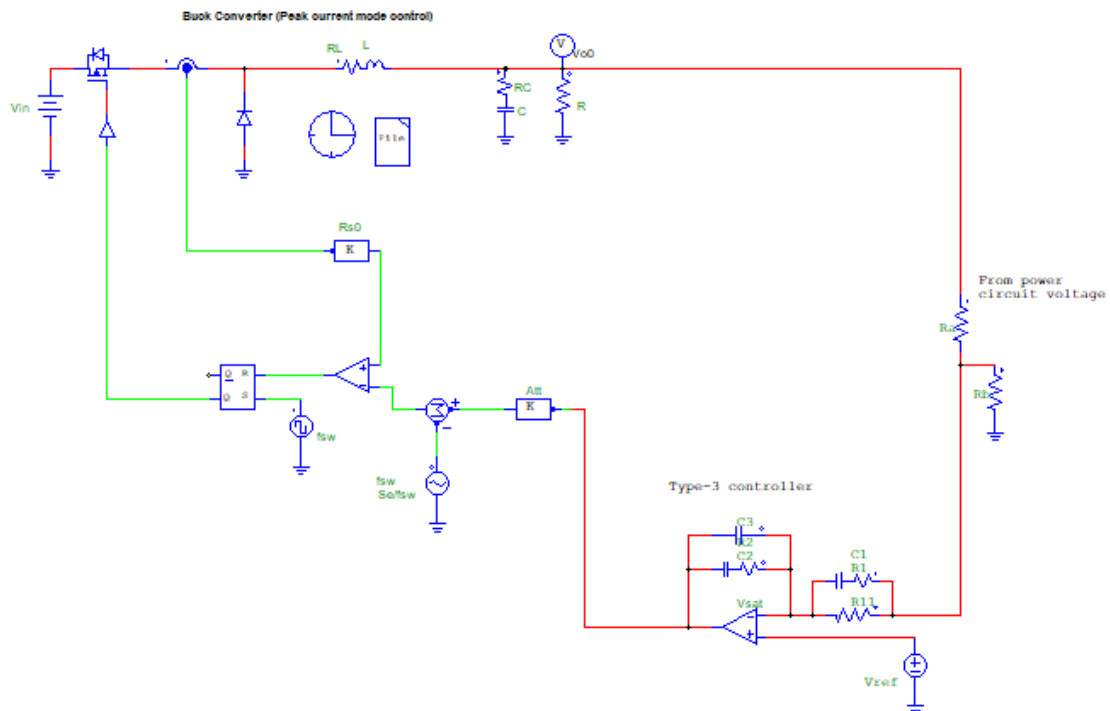 Buok Converter (Peak current mode control)
RL
L
V
Vo0
RC
C
R
Vin
File
Rs0
K
From power
circuit voltage
Ra
Rb
Q
R
Q
S
Att
K
Σ
+
-
fsw
fsw
Se/fsw
Type-3 controller
C3
R2
C2
C1
R1
R11
Vsat
Vref